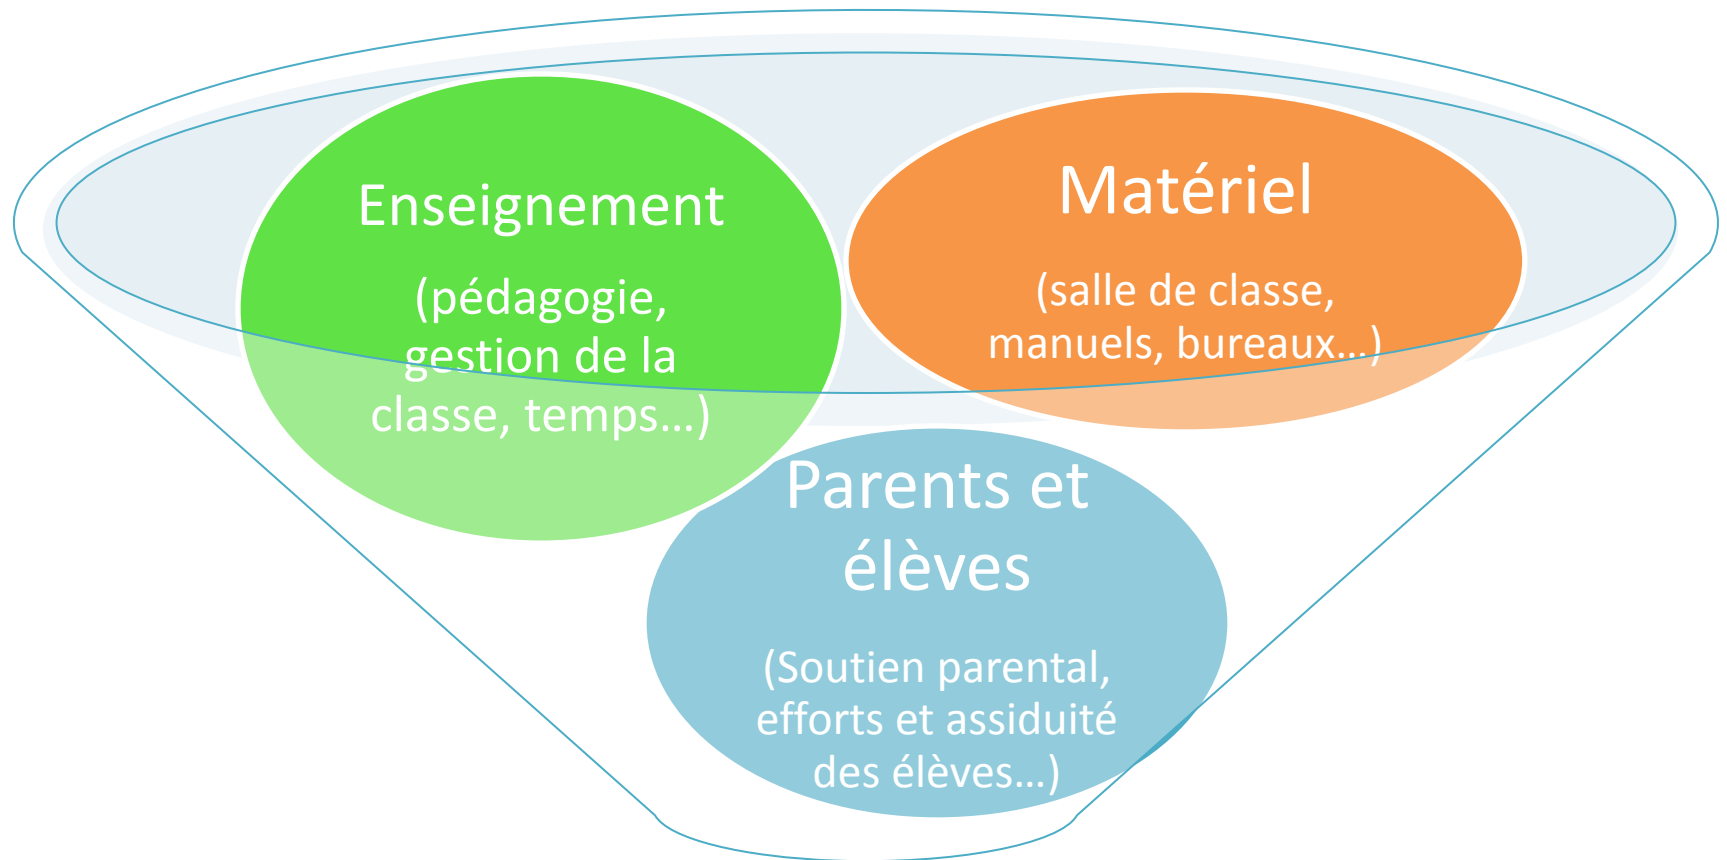 Enseignement
(pédagogie,
gestion de la
classe, temps…)
Matériel
(salle de classe,
manuels, bureaux…)
Parents et
élèves
(Soutien parental,
efforts et assiduité
des élèves…)